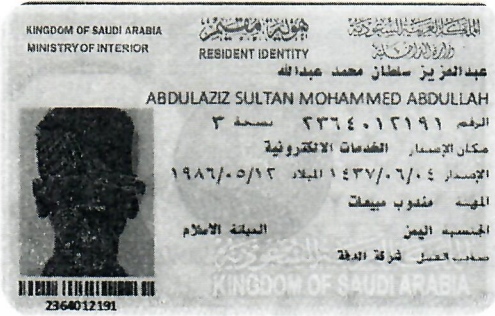 KINGDOM OF SAUDI ARABIA
MINISTRY OF INTERIOR
هوية مقيم
RESIDENT IDENTITY
المملكة العربية السعودية
وزارة الداخلية
عبدالعزيز سلطان محمد عبدالله
ABDULAZIZ SULTAN MOHAMMED ABDULLAH
الرقم ٢٣٦٤٠١٢١٩١ نسخة ٣
مكان الإصدار الخدمات الالكترونية
الإصدار ١٤٣٧/٠٦/٠٤ الميلاد ١٩٨٦/٠٥/١٢
المهنة مندوب مبيعات
الجنسية اليمن الديانة الاسلام
صاحب العمل شركة الدقة
KINGDOM OF SAUDI ARABIA
2364012191